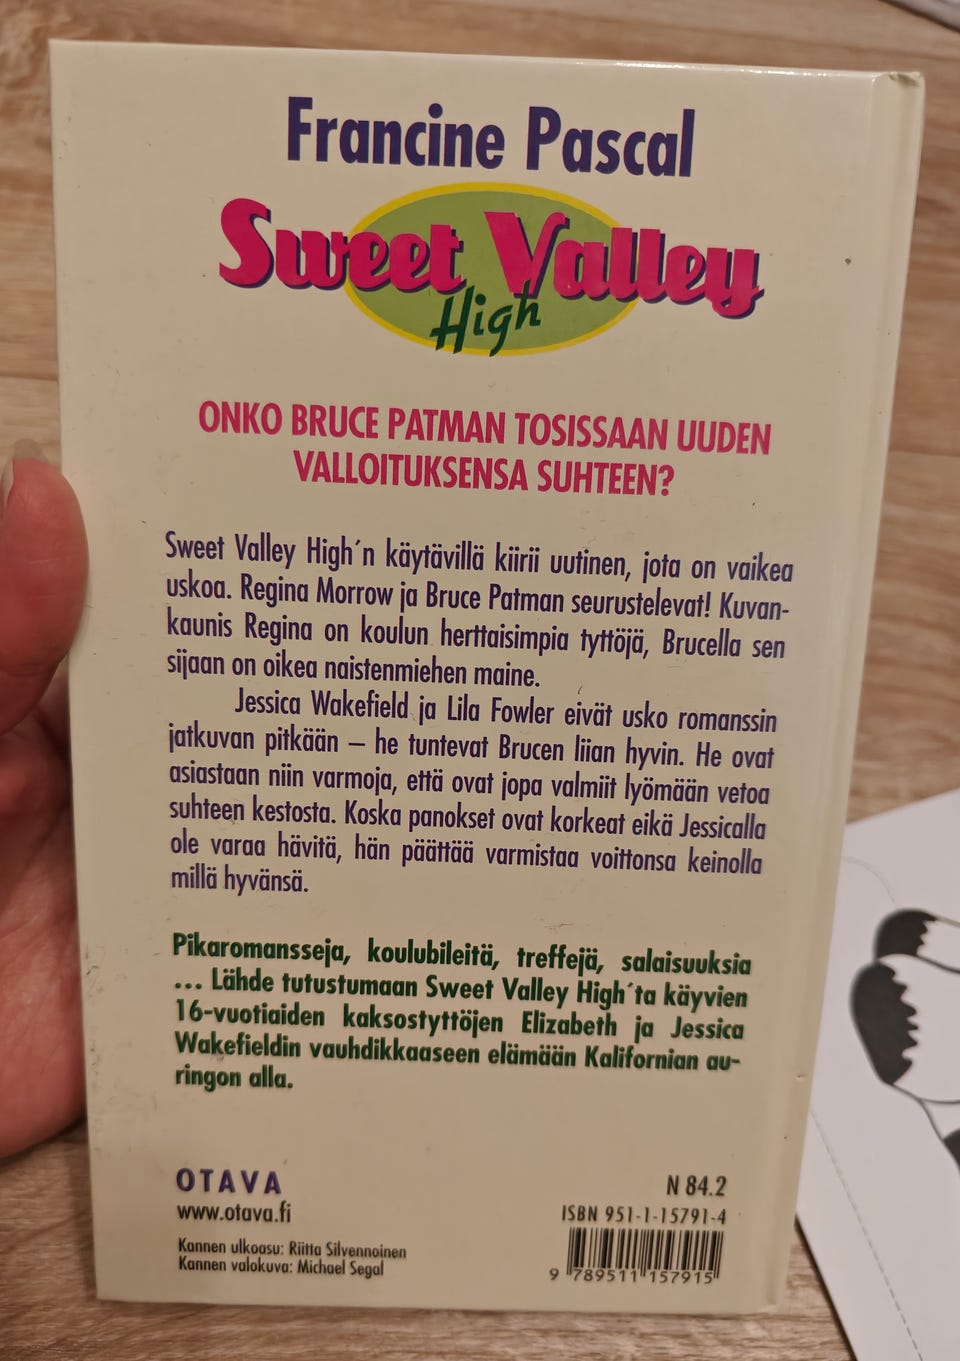 Francine Pascal
Sweet Valley
High
ONKO BRUCE PATMAN TOSISSAAN UUDEN
VALLOITUKSENSA SUHTEEN?
Sweet Valley High´n käytävillä kiirii uutinen, jota on vaikea
uskoa. Regina Morrow ja Bruce Patman seurustelevat! Kuvan-
kaunis Regina on koulun herttaisimpia tyttöjä, Brucella sen
sijaan on oikea naistenmiehen maine.
Jessica Wakefield ja Lila Fowler eivät usko romanssin
jatkuvan pitkään – he tuntevat Brucen liian hyvin. He ovat
asiastaan niin varmoja, että ovat jopa valmiit lyömään vetoa
suhteen kestosta. Koska panokset ovat korkeat eikä Jessicalla
ole varaa hävitä, hän päättää varmistaa voittonsa keinolla
millä hyvänsä.
Pikaromansseja, koulubileitä, treffejä, salaisuuksia
... Lähde tutustumaan Sweet Valley High´ta käyvien
16-vuotiaiden kaksostyttöjen Elizabeth ja Jessica
Wakefieldin vauhdikkaaseen elämään Kalifornian au-
ringon alla.
OTAVA
www.otava.fi
Kannen ulkoasu: Riitta Silvennoinen
Kannen valokuva: Michael Segal
N 84.2
ISBN 951-1-15791-4
9 789511 157915